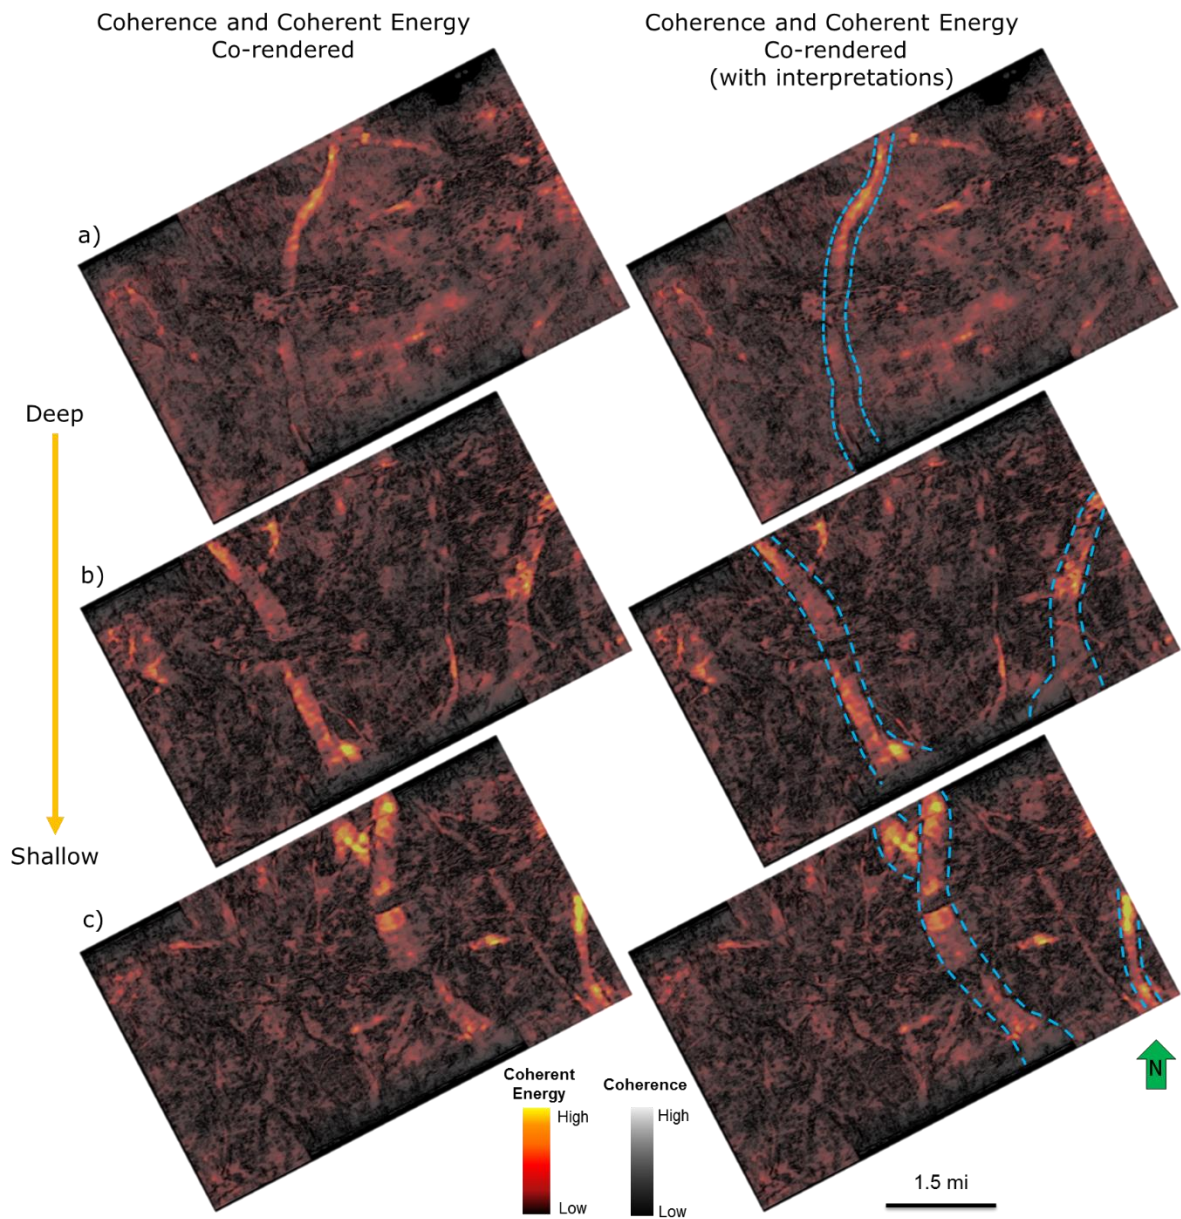 Coherence and Coherent Energy
Co-rendered
Coherence and Coherent Energy
Co-rendered
(with interpretations)
a)
Deep
b)
Shallow
c)
Coherent
Energy
High
Low
Coherence
High
Low
N
1.5 mi